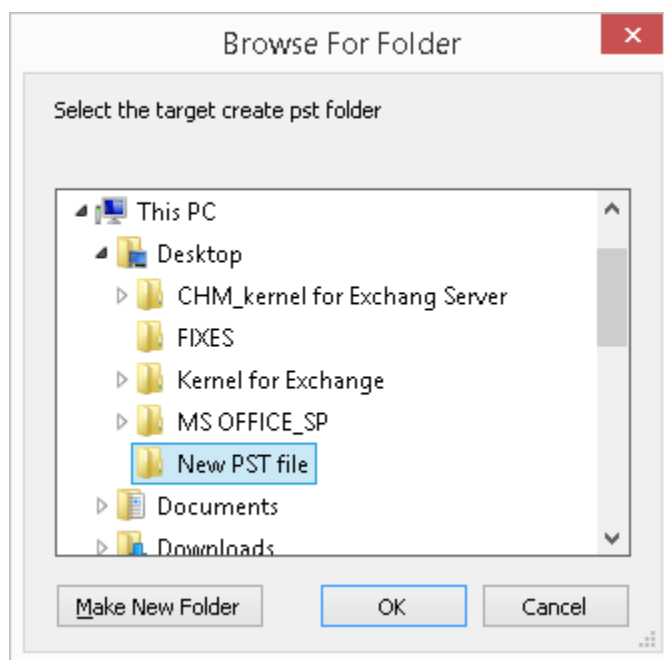 Browse For Folder
Select the target create pst folder
This PC
Desktop
CHM_kernel for Exchang Server
FIXES
Kernel for Exchange
MS OFFICE_SP
New PST file
Documents
Downloads
Make New Folder OK Cancel